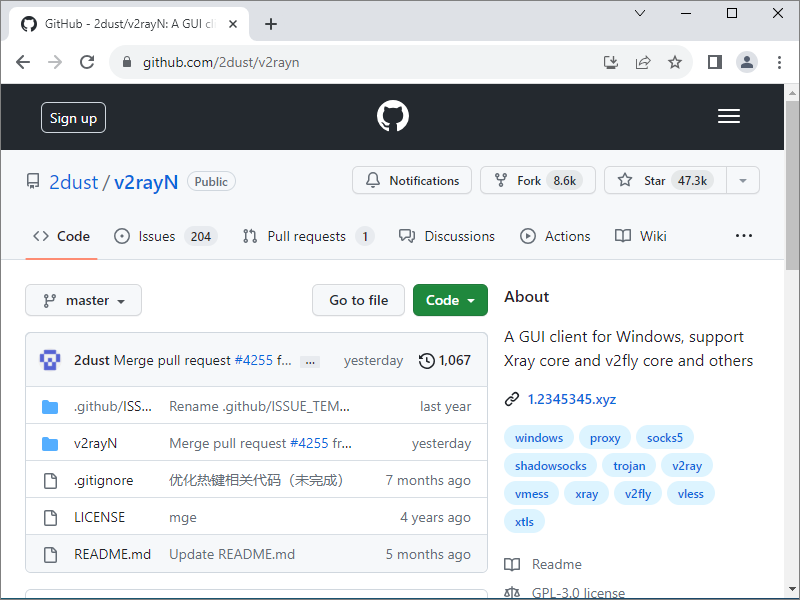 GitHub - 2dust/v2rayN: A GUI cli
github.com/2dust/v2rayn
Sign up
2dust / v2rayN Public
Notifications
Fork 8.6k
Star 47.3k
Code
Issues 204
Pull requests 1
Discussions
Actions
Wiki
master
Go to file
Code
2dust Merge pull request #4255 f... ... yesterday 1,067
.github/ISS... Rename .github/ISSUE_TEM... last year
v2rayN Merge pull request #4255 fr... yesterday
.gitignore 优化热键相关代码（未完成） 7 months ago
LICENSE mge 4 years ago
README.md Update README.md 5 months ago
About
A GUI client for Windows, support
Xray core and v2fly core and others
1.2345345.xyz
windows proxy socks5
shadowsocks trojan v2ray
vmess xray v2fly vless
xtls
Readme
GPL-3.0 license